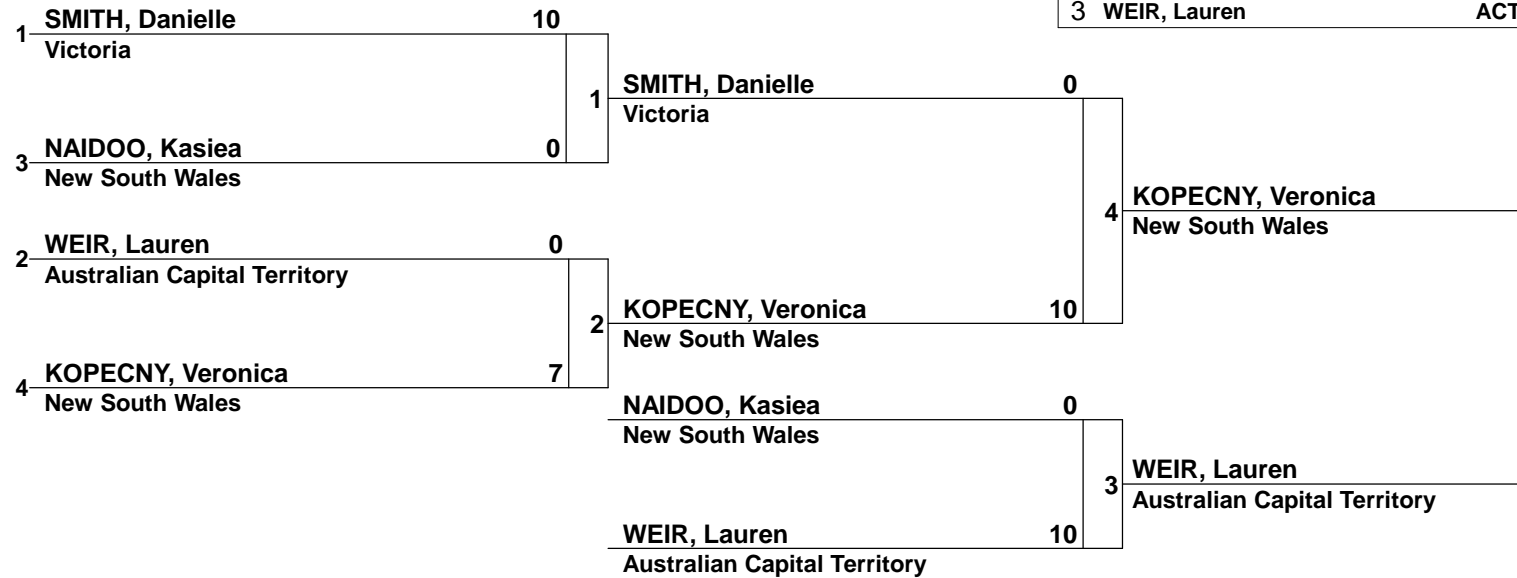 3 WEIR, Lauren ACT
1 SMITH, Danielle 10
Victoria
3 NAIDOO, Kasiea 0
New South Wales
1
2 WEIR, Lauren 0
Australian Capital Territory
4 KOPECNY, Veronica 7
New South Wales
2
SMITH, Danielle 0
Victoria
KOPECNY, Veronica 10
New South Wales
4
NAIDOO, Kasiea 0
New South Wales
WEIR, Lauren 10
Australian Capital Territory
3
KOPECNY, Veronica
New South Wales
WEIR, Lauren
Australian Capital Territory